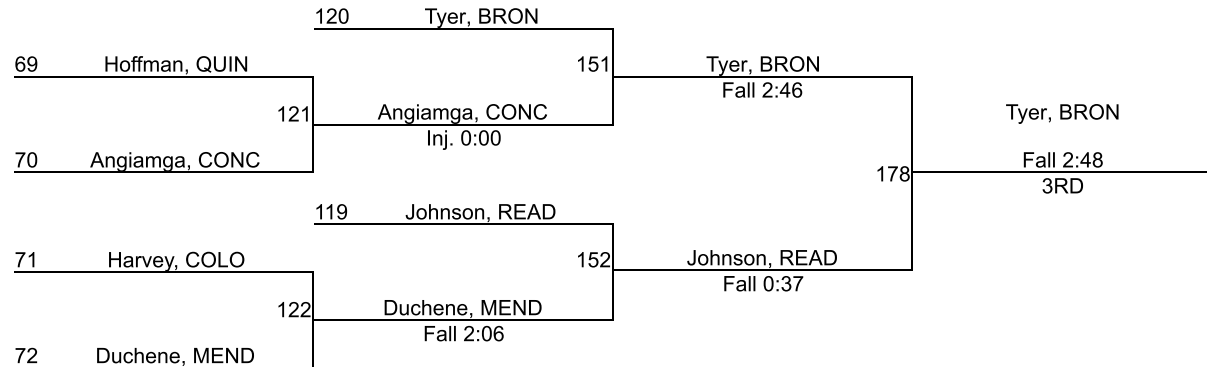 120 Tyer, BRON
69 Hoffman, QUIN
151 Tyer, BRON
Fall 2:46
121 Angiamga, CONC
Inj. 0:00
Tyer, BRON
70 Angiamga, CONC
Fall 2:48
178
3RD
119 Johnson, READ
71 Harvey, COLO
152 Johnson, READ
Fall 0:37
122 Duchene, MEND
Fall 2:06
72 Duchene, MEND